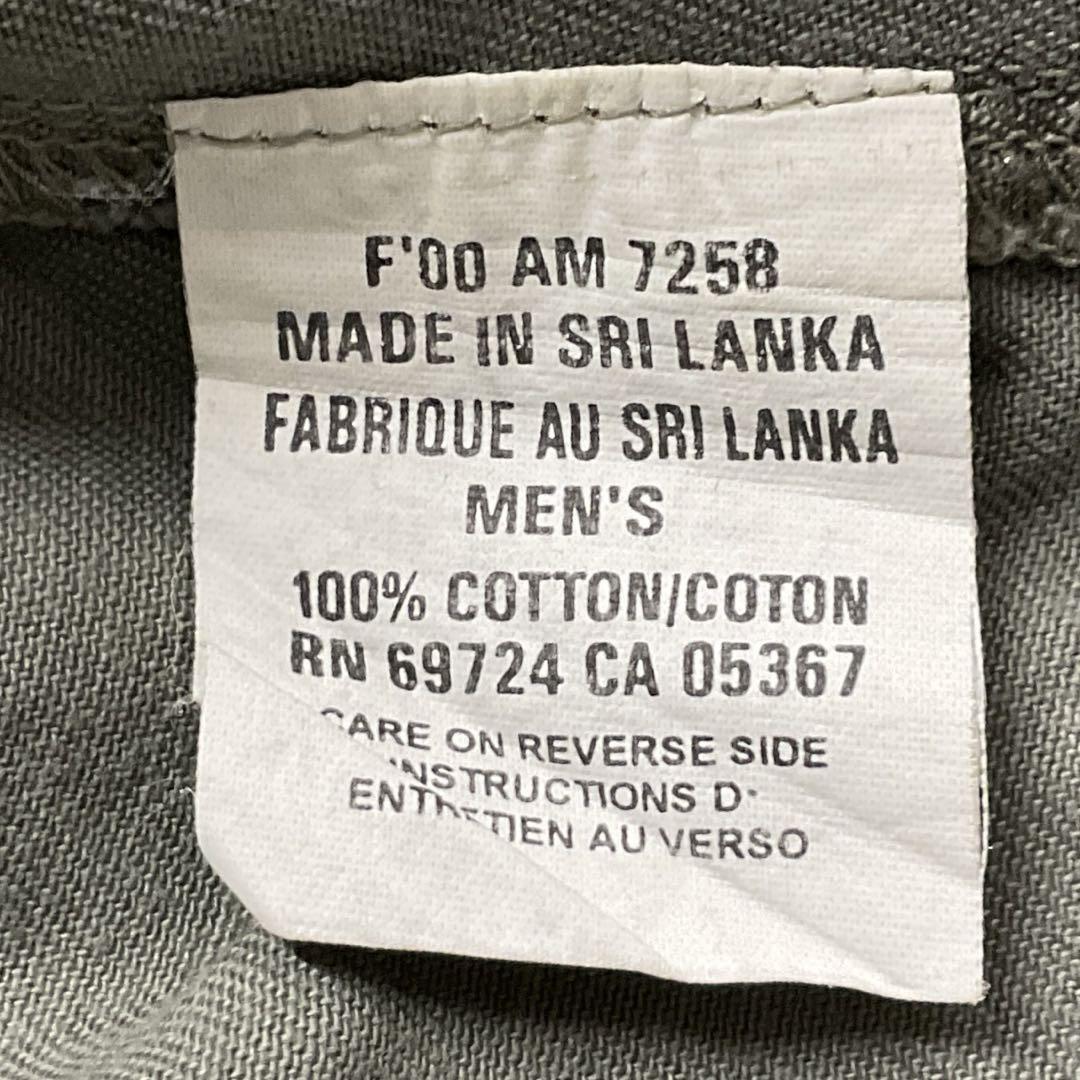 F'00 AM 7258
MADE IN SRI LANKA
FABRIQUE AU SRI LANKA
MEN'S
100% COTTON/COTON
RN 69724 CA 05367
CARE ON REVERSE SIDE
INSTRUCTIONS D'
ENTRETIEN AU VERSO